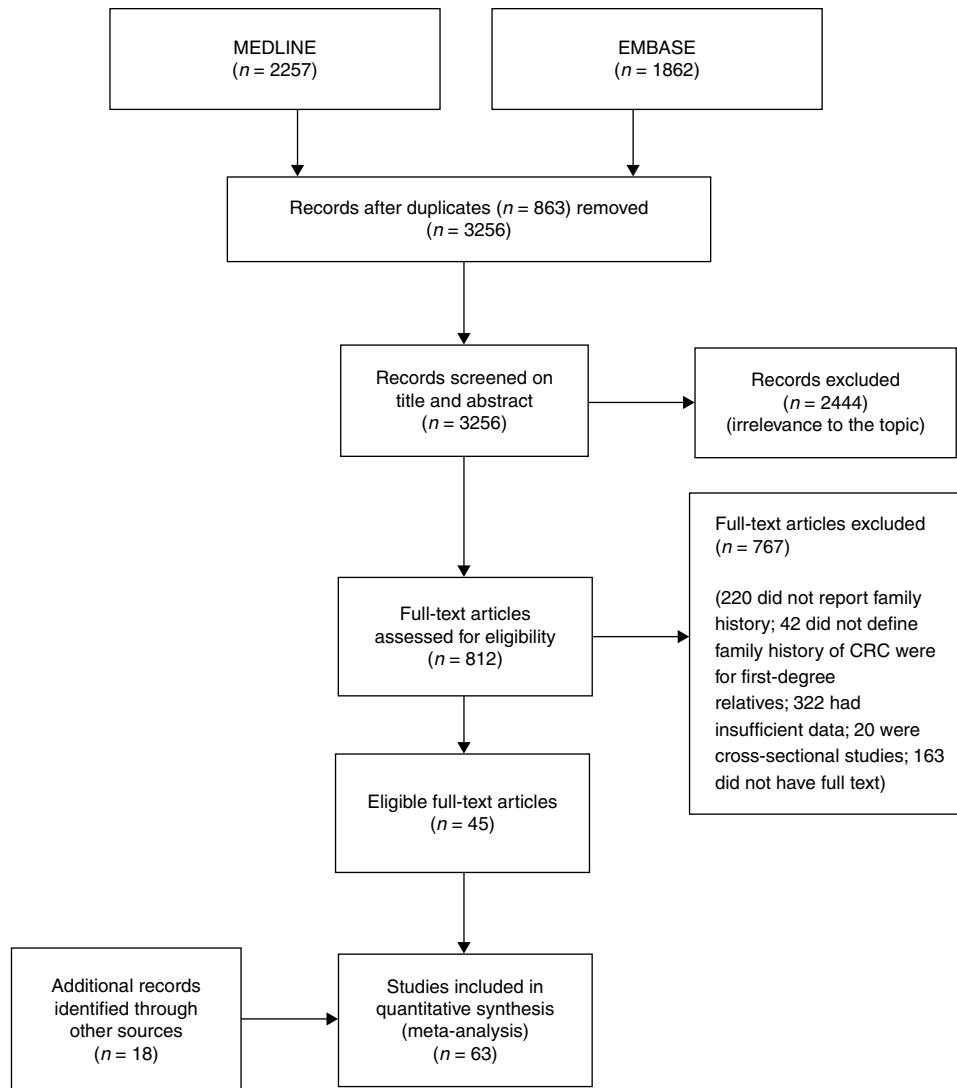 MEDLINE
(n = 2257)
EMBASE
(n = 1862)
Records after duplicates (n = 863) removed
(n = 3256)
Records screened on
title and abstract
(n = 3256)
Records excluded
(n = 2444)
(irrelevance to the topic)
Full-text articles
assessed for eligibility
(n = 812)
Full-text articles excluded
(n = 767)
(220 did not report family
history; 42 did not define
family history of CRC were
for first-degree
relatives; 322 had
insufficient data; 20 were
cross-sectional studies; 163
did not have full text)
Eligible full-text articles
(n = 45)
Additional records
identified through
other sources
(n = 18)
Studies included in
quantitative synthesis
(meta-analysis)
(n = 63)